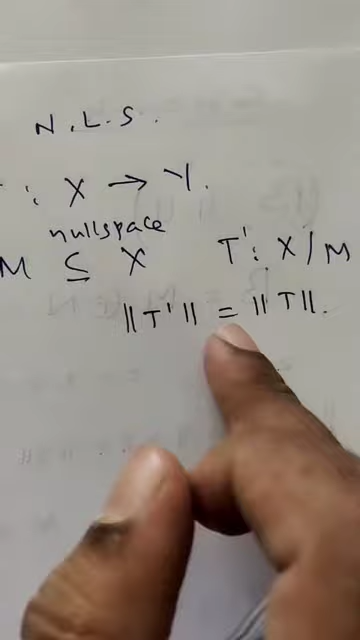 N.L.S.
: X → Y.
nullspace
M ⊆ X T' : X/M
||T'|| = ||T||.